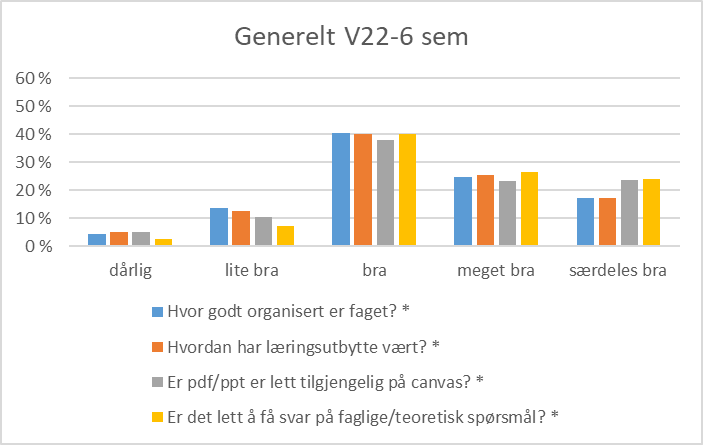 Generelt V22-6 sem
60 %
50 %
40 %
30 %
20 %
10 %
0 %
dårlig lite bra bra meget bra særdeles bra
Hvor godt organisert er faget? *
Hvordan har læringsutbytte vært? *
Er pdf/ppt er lett tilgjengelig på canvas? *
Er det lett å få svar på faglige/teoretisk spørsmål? *